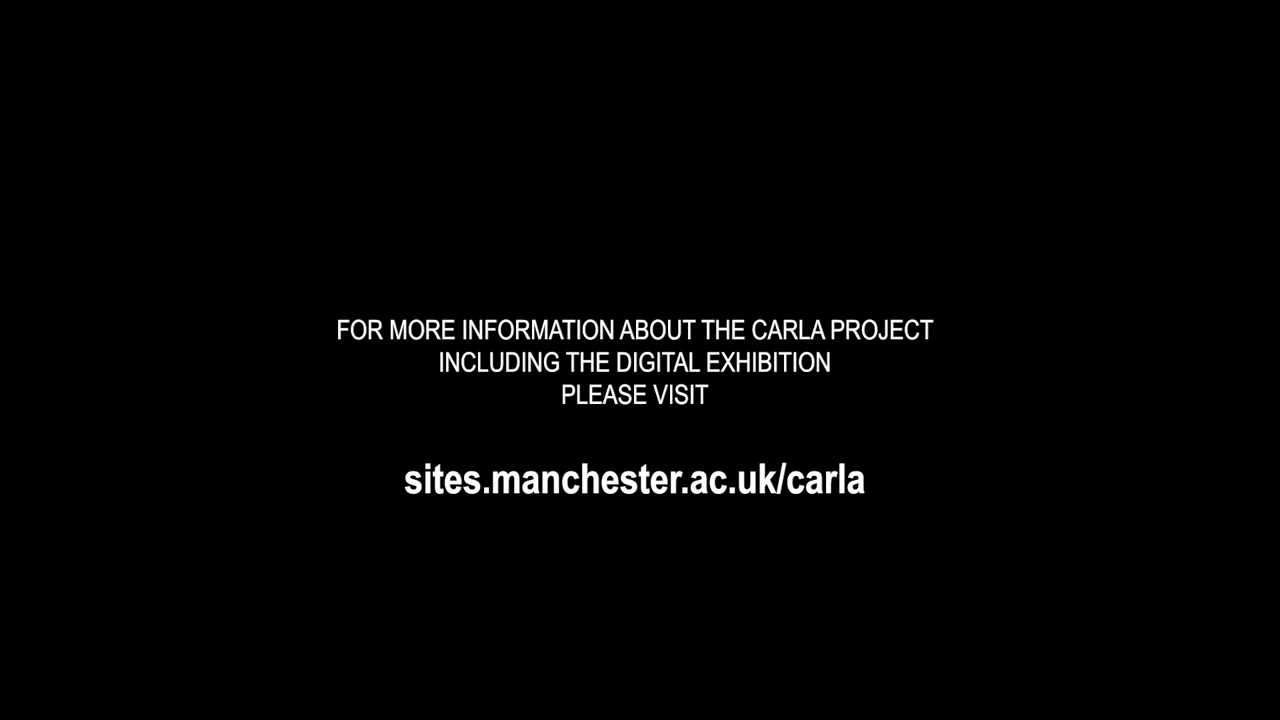 FOR MORE INFORMATION ABOUT THE CARLA PROJECT
INCLUDING THE DIGITAL EXHIBITION
PLEASE VISIT
sites.manchester.ac.uk/carla